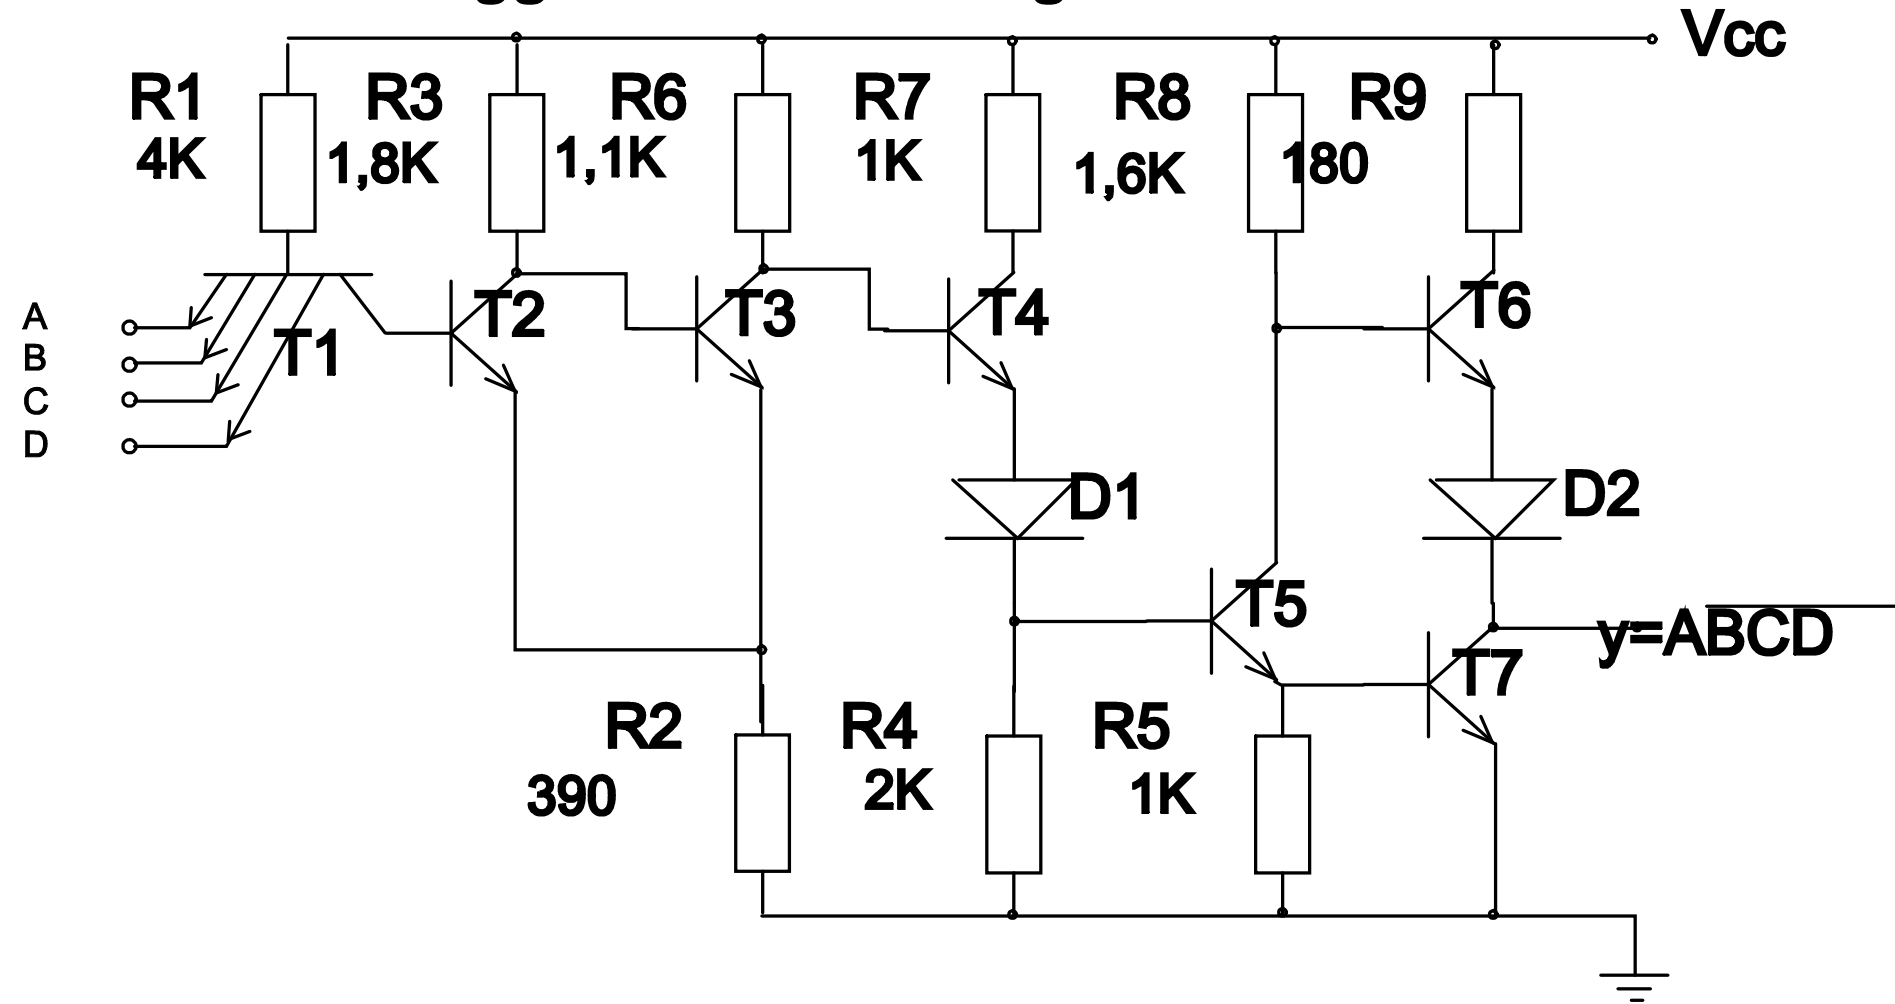 Vcc
R1 R3 R6 R7 R8 R9
4K 1,8K 1,1K 1K 1,6K 180
A
B
C
D
T1 T2 T3 T4 T6
D1 D2
T5
y=ABCD
T7
R2 R4 R5
390 2K 1K